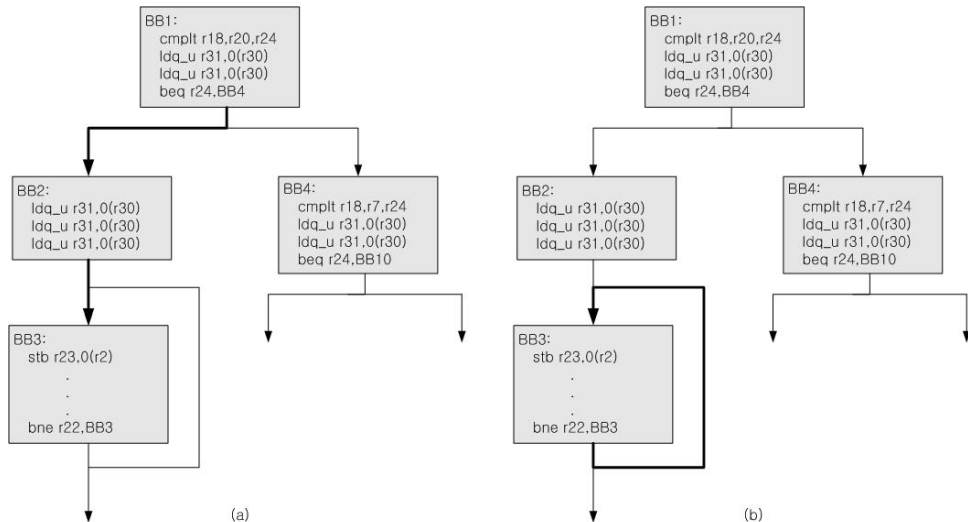 BB1:
cmplt r18,r20,r24
ldq_u r31,0(r30)
ldq_u r31,0(r30)
beq r24,BB4
BB2:
ldq_u r31,0(r30)
ldq_u r31,0(r30)
ldq_u r31,0(r30)
BB4:
cmplt r18,r7,r24
ldq_u r31,0(r30)
ldq_u r31,0(r30)
beq r24,BB10
BB3:
stb r23,0(r2)
.
.
.
bne r22,BB3
(a)
BB1:
cmplt r18,r20,r24
ldq_u r31,0(r30)
ldq_u r31,0(r30)
beq r24,BB4
BB2:
ldq_u r31,0(r30)
ldq_u r31,0(r30)
ldq_u r31,0(r30)
BB4:
cmplt r18,r7,r24
ldq_u r31,0(r30)
ldq_u r31,0(r30)
beq r24,BB10
BB3:
stb r23,0(r2)
.
.
.
bne r22,BB3
(b)